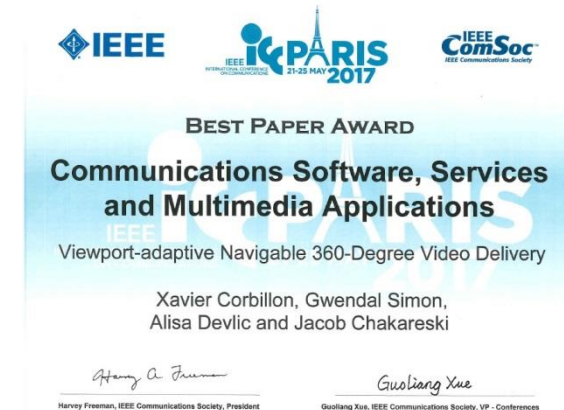 IEEE
IEEE
INTERNATIONAL CONFERENCE
ON COMMUNICATIONS
icc PARIS
21-25 MAY 2017
IEEE
ComSoc
IEEE Communications Society
BEST PAPER AWARD
Communications Software, Services
and Multimedia Applications
Viewport-adaptive Navigable 360-Degree Video Delivery
Xavier Corbillon, Gwendal Simon,
Alisa Devlic and Jacob Chakareski
Harvey A Freeman
Guoliang Xue
Harvey Freeman, IEEE Communications Society, President
Guoliang Xue, IEEE Communications Society, VP - Conferences